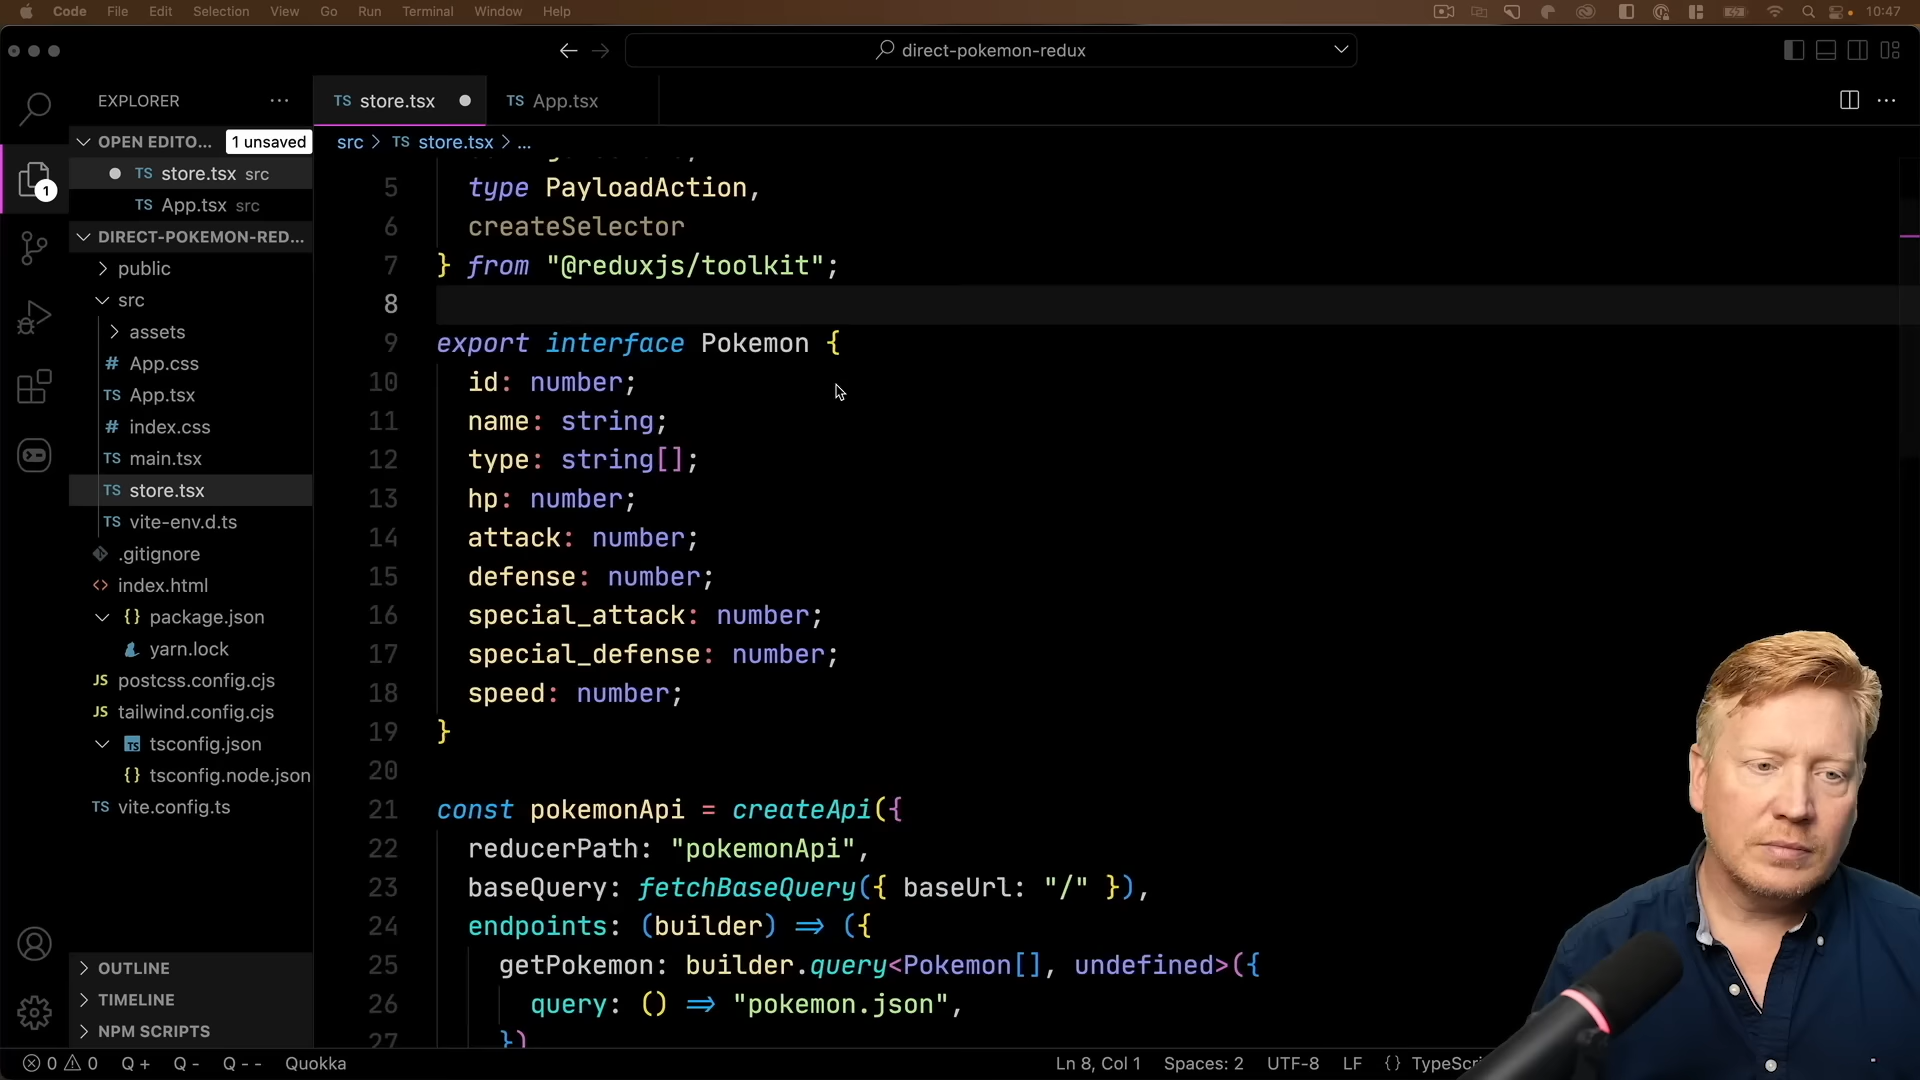 Code File Edit Selection View Go Run Terminal Window Help 10:47
direct-pokemon-redux
EXPLORER
TS store.tsx
TS App.tsx
OPEN EDITO... 1 unsaved
src > TS store.tsx > ...
TS store.tsx src
1
TS App.tsx src
DIRECT-POKEMON-RED...
public
src
assets
# App.css
TS App.tsx
# index.css
TS main.tsx
TS store.tsx
TS vite-env.d.ts
.gitignore
<> index.html
{} package.json
yarn.lock
JS postcss.config.cjs
JS tailwind.config.cjs
TS tsconfig.json
{} tsconfig.node.json
TS vite.config.ts
OUTLINE
TIMELINE
NPM SCRIPTS
5 type PayloadAction,
6 createSelector
7 } from "@reduxjs/toolkit";
8
9 export interface Pokemon {
10 id: number;
11 name: string;
12 type: string[];
13 hp: number;
14 attack: number;
15 defense: number;
16 special_attack: number;
17 special_defense: number;
18 speed: number;
19 }
20
21 const pokemonApi = createApi({
22 reducerPath: "pokemonApi",
23 baseQuery: fetchBaseQuery({ baseUrl: "/" }),
24 endpoints: (builder) => ({
25 getPokemon: builder.query<Pokemon[], undefined>({
26 query: () => "pokemon.json",
27 })
0 0 Q + Q - Q - - Quokka Ln 8, Col 1 Spaces: 2 UTF-8 LF {} TypeScri